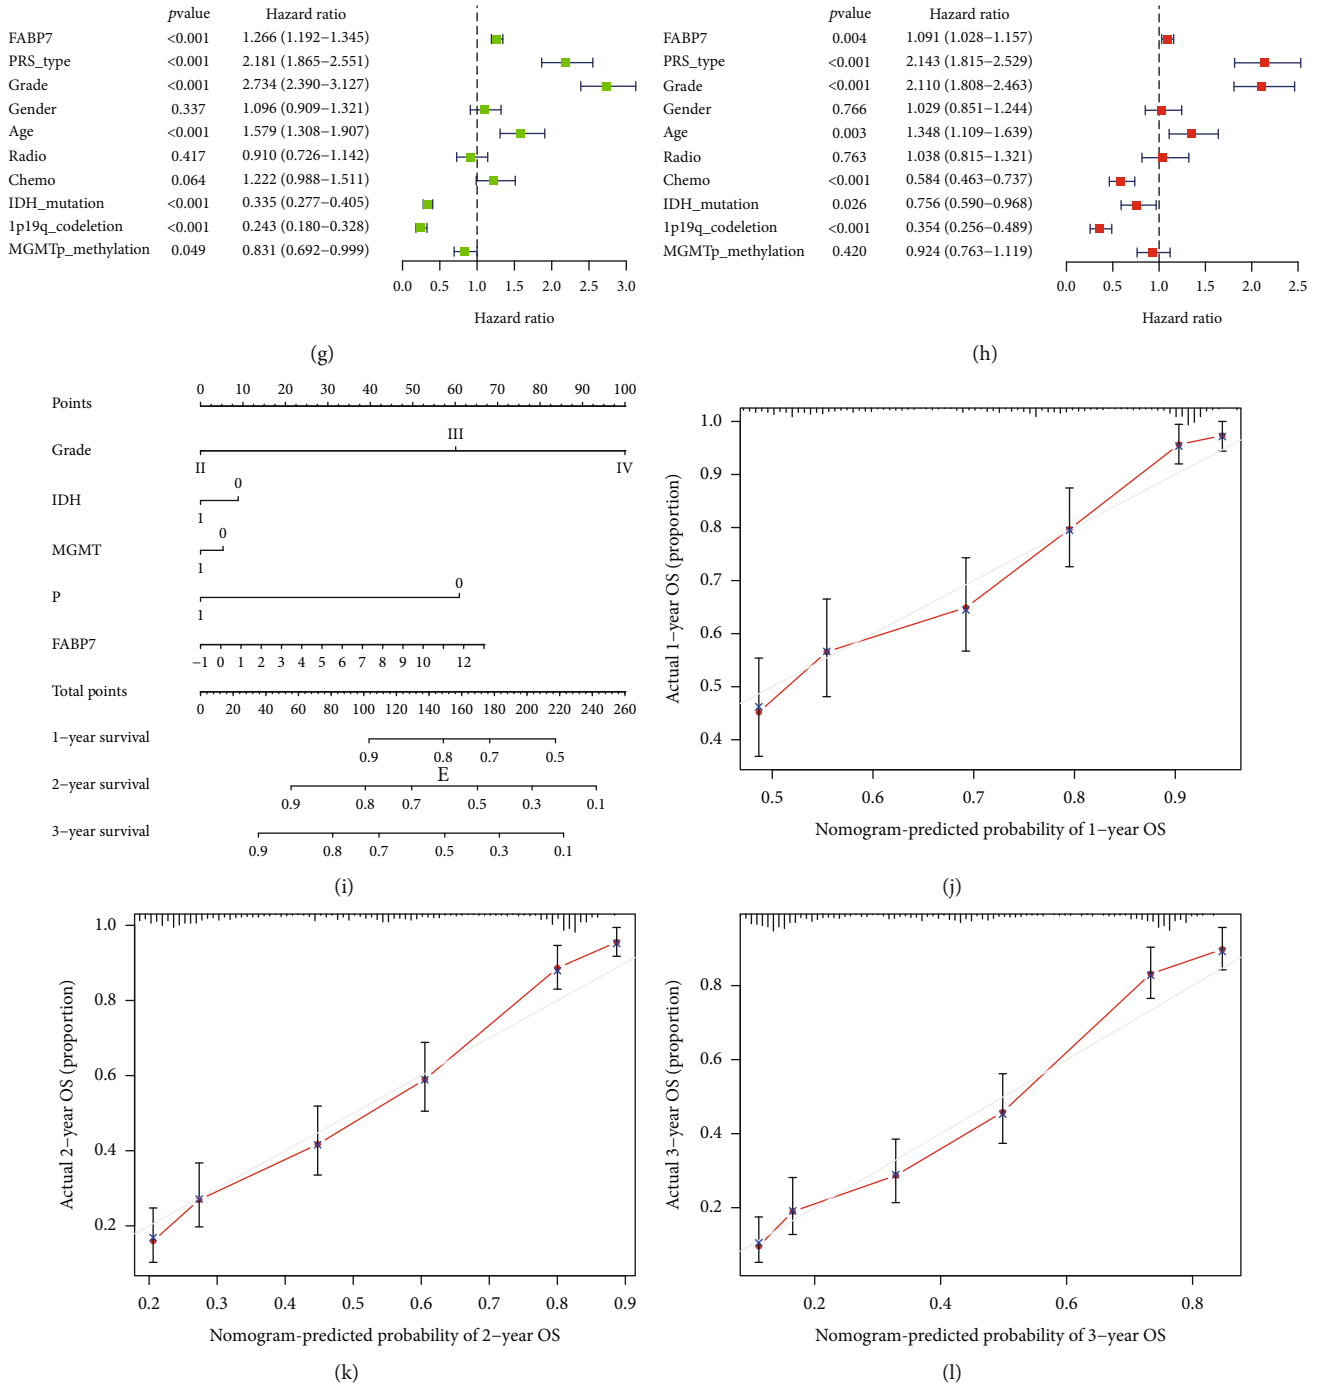 pvalue Hazard ratio
FABP7 <0.001 1.266 (1.192−1.345)
PRS_type <0.001 2.181 (1.865−2.551)
Grade <0.001 2.734 (2.390−3.127)
Gender 0.337 1.096 (0.909−1.321)
Age <0.001 1.579 (1.308−1.907)
Radio 0.417 0.910 (0.726−1.142)
Chemo 0.064 1.222 (0.988−1.511)
IDH_mutation <0.001 0.335 (0.277−0.405)
1p19q_codeletion <0.001 0.243 (0.180−0.328)
MGMTp_methylation 0.049 0.831 (0.692−0.999)
0.0 0.5 1.0 1.5 2.0 2.5 3.0
Hazard ratio
(g)
pvalue Hazard ratio
FABP7 0.004 1.091 (1.028−1.157)
PRS_type <0.001 2.143 (1.815−2.529)
Grade <0.001 2.110 (1.808−2.463)
Gender 0.766 1.029 (0.851−1.244)
Age 0.003 1.348 (1.109−1.639)
Radio 0.763 1.038 (0.815−1.321)
Chemo <0.001 0.584 (0.463−0.737)
IDH_mutation 0.026 0.756 (0.590−0.968)
1p19q_codeletion <0.001 0.354 (0.256−0.489)
MGMTp_methylation 0.420 0.924 (0.763−1.119)
0.0 0.5 1.0 1.5 2.0 2.5
Hazard ratio
(h)
0 10 20 30 40 50 60 70 80 90 100
Points
III
Grade
II IV
0
IDH
1
0
MGMT
1
0
P
1
FABP7
−1 0 1 2 3 4 5 6 7 8 9 10 12
Total points
0 20 40 60 80 100 120 140 160 180 200 220 240 260
1−year survival
0.9 0.8 0.7 0.5
E
2−year survival
0.9 0.8 0.7 0.5 0.3 0.1
3−year survival
0.9 0.8 0.7 0.5 0.3 0.1
(i)
Actual 1−year OS (proportion)
1.0
0.9
0.8
0.7
0.6
0.5
0.4
0.5 0.6 0.7 0.8 0.9
Nomogram-predicted probability of 1−year OS
(j)
Actual 2−year OS (proportion)
1.0
0.8
0.6
0.4
0.2
0.2 0.3 0.4 0.5 0.6 0.7 0.8 0.9
Nomogram-predicted probability of 2−year OS
(k)
Actual 3−year OS (proportion)
0.8
0.6
0.4
0.2
0.2 0.4 0.6 0.8
Nomogram-predicted probability of 3−year OS
(l)